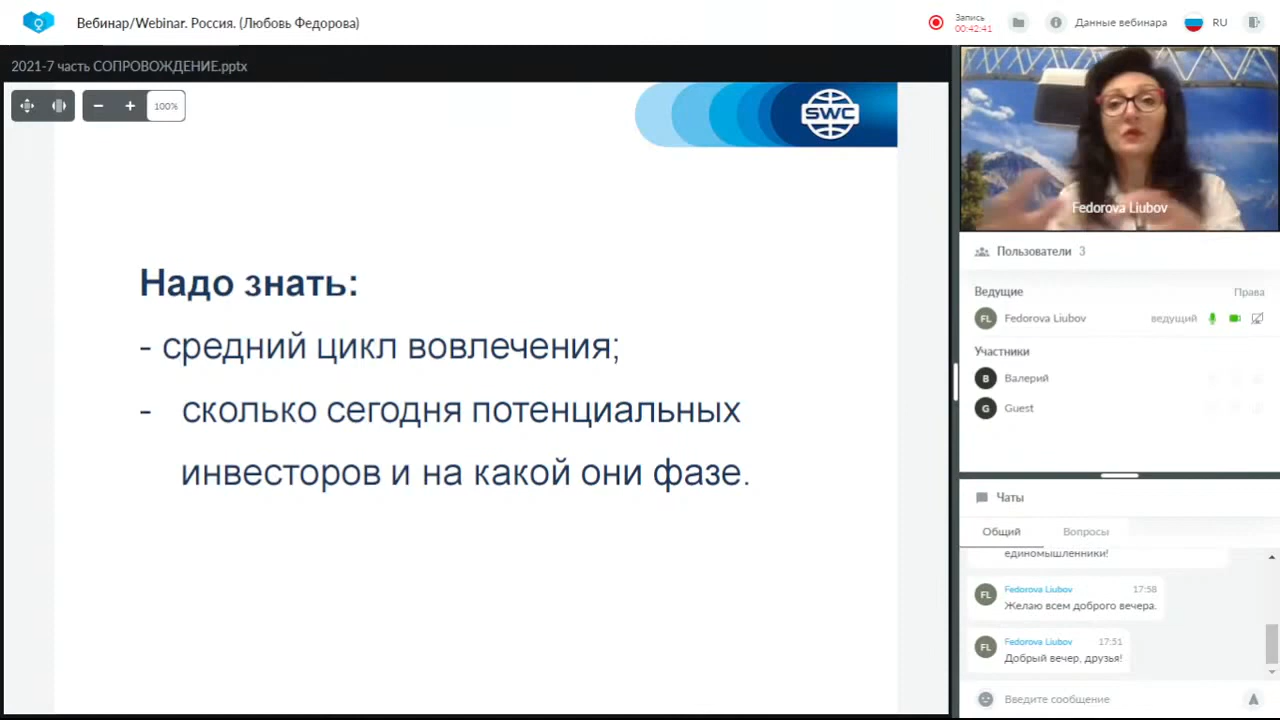 Вебинар/Webinar. Россия. (Любовь Федорова)
Запись
00:42:41
Данные вебинара
RU
2021-7 часть СОПРОВОЖДЕНИЕ.pptx
100%
SWC
Надо знать:
- средний цикл вовлечения;
- сколько сегодня потенциальных
инвесторов и на какой они фазе.
Fedorova Liubov
Пользователи 3
Ведущие Права
FL Fedorova Liubov ведущий
Участники
В Валерий
G Guest
Чаты
Общий Вопросы
единомышленники!
FL Fedorova Liubov 17:58
Желаю всем доброго вечера.
FL Fedorova Liubov 17:51
Добрый вечер, друзья!
Введите сообщение